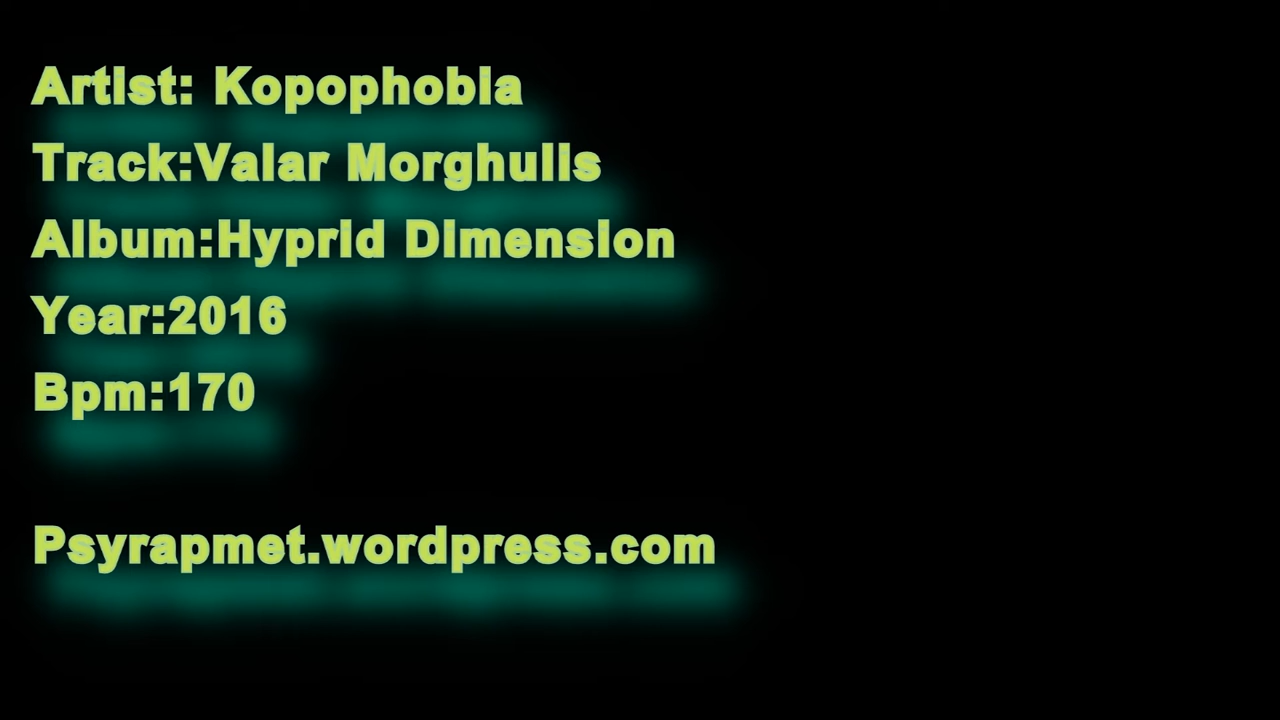 Artist: Kopophobia
Track:Valar Morghulis
Album:Hyprid Dimension
Year:2016
Bpm:170
Psyrapmet.wordpress.com